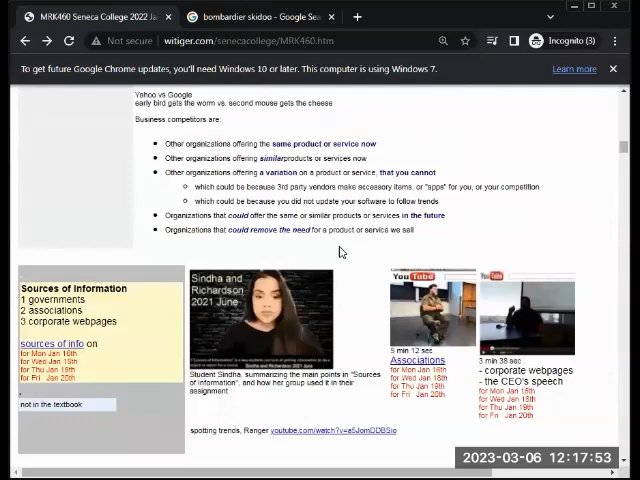 MRK460 Seneca College 2022 Ja
bombardier skidoo - Google Sea
Not secure
witiger.com/senecacollege/MRK460.htm
Incognito (3)
To get future Google Chrome updates, you'll need Windows 10 or later. This computer is using Windows 7.
Learn more
Yahoo vs Google
early bird gets the worm vs. second mouse gets the cheese
Business competitors are:
Other organizations offering the same product or service now
Other organizations offering similarproducts or services now
Other organizations offering a variation on a product or service, that you cannot
which could be because 3rd party vendors make accessory items, or "apps" for you, or your competition
which could be because you did not update your software to follow trends
Organizations that could offer the same or similar products or services in the future
Organizations that could remove the need for a product or service we sell
Sources of Information
1 governments
2 associations
3 corporate webpages
sources of info on
for Mon Jan 16th
for Wed Jan 15th
for Thu Jan 19th
for Fri Jan 20th
not in the textbook
Sindha and
Richardson
2021 June
Student Sindha, summarizing the main points in "Sources
of Information", and how her group used it in their
assignment
spotting trends, Ranger youtube.com/watch?v=a5JomDDBSio
YouTube
5 min 12 sec
Associations
for Mon Jan 16th
for Wed Jan 18th
for Thu Jan 19th
for Fri Jan 20th
YouTube
3 min 38 sec
- corporate webpages
- the CEO's speech
for Mon Jan 16th
for Wed Jan 18th
for Thu Jan 19th
for Fri Jan 20th
2023-03-06 12:17:53